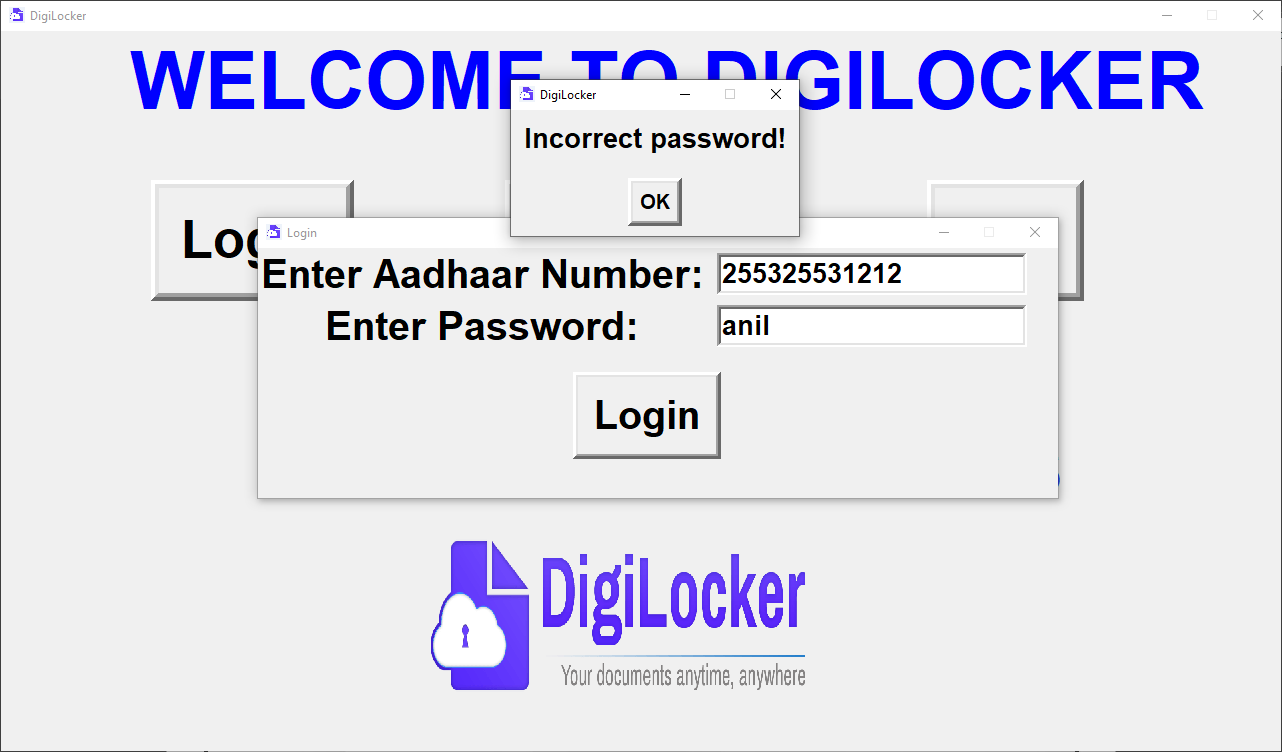 DigiLocker
WELCOME TO DIGILOCKER
DigiLocker
Incorrect password!
OK
Login
Enter Aadhaar Number: 255325531212
Enter Password: anil
Login
DigiLocker
Your documents anytime, anywhere